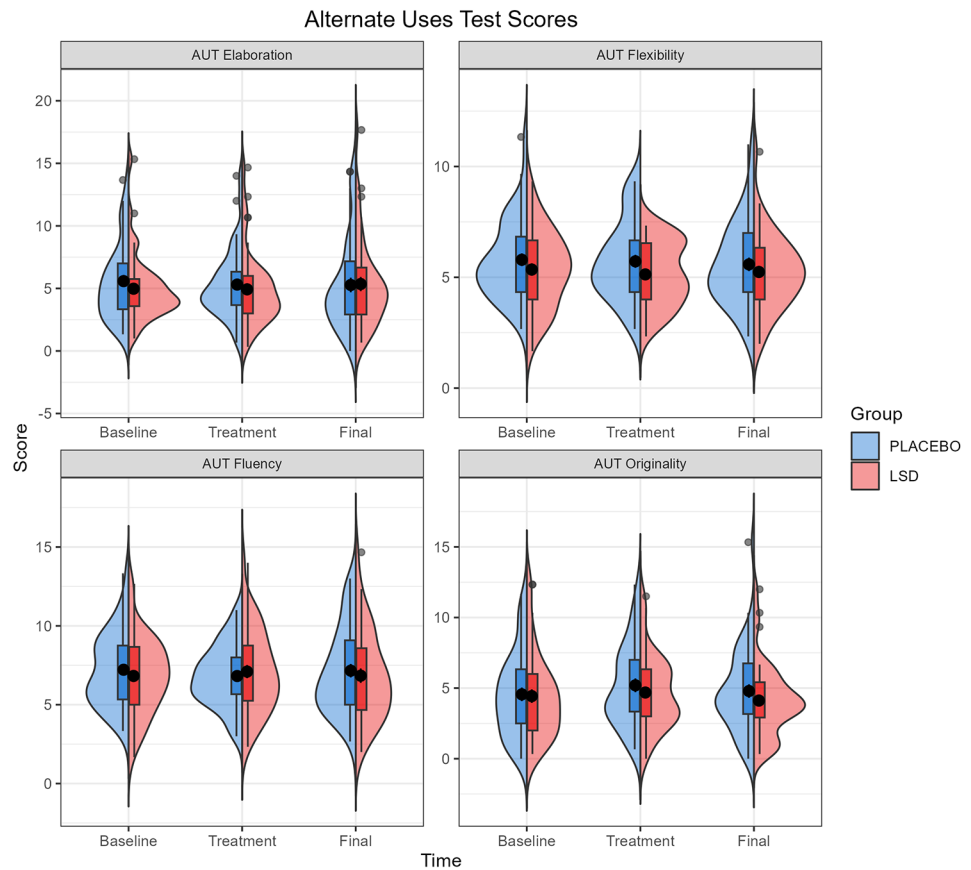 Alternate Uses Test Scores
AUT Elaboration
AUT Flexibility
20
15
10
5
0
-5
10
5
0
Baseline
Treatment
Final
Baseline
Treatment
Final
Score
Group
PLACEBO
LSD
AUT Fluency
AUT Originality
15
10
5
0
15
10
5
0
Baseline
Treatment
Final
Baseline
Treatment
Final
Time